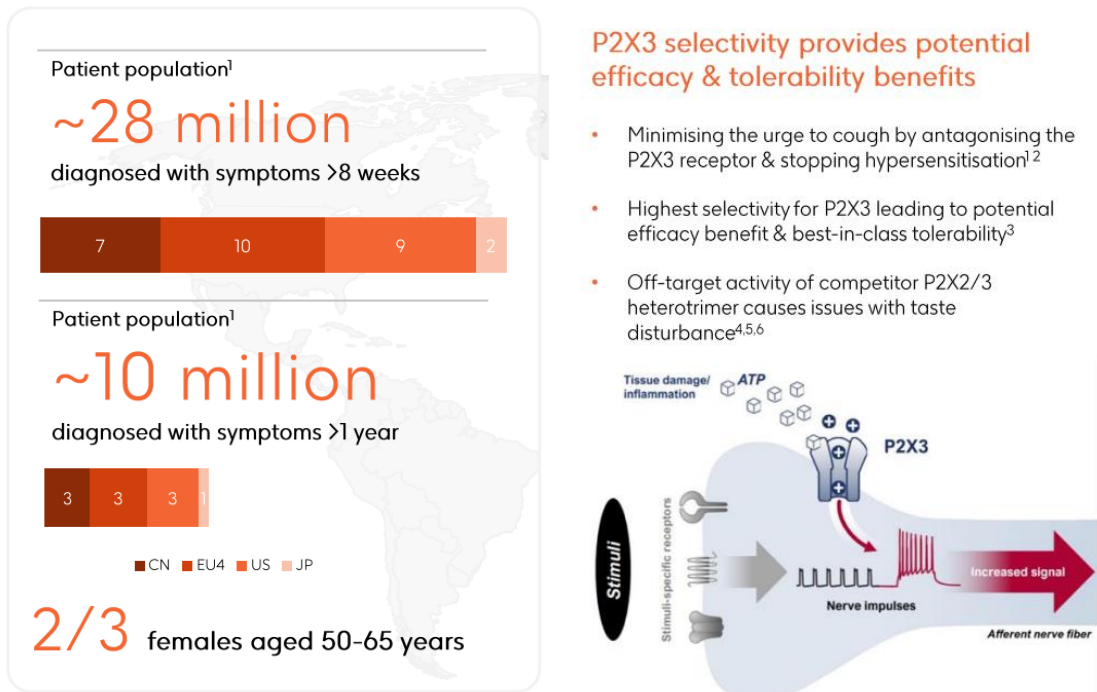 Patient population¹
~28 million
diagnosed with symptoms >8 weeks
7 10 9 2
Patient population¹
~10 million
diagnosed with symptoms >1 year
3 3 3 1
CN EU4 US JP
2/3 females aged 50-65 years
P2X3 selectivity provides potential
efficacy & tolerability benefits
• Minimising the urge to cough by antagonising the
P2X3 receptor & stopping hypersensitisation¹ ²
• Highest selectivity for P2X3 leading to potential
efficacy benefit & best-in-class tolerability³
• Off-target activity of competitor P2X2/3
heterotrimer causes issues with taste
disturbance⁴,⁵,⁶
Tissue damage/
inflammation
ATP
P2X3
Stimuli
Stimuli-specific receptors
Nerve impulses
Increased signal
Afferent nerve fiber